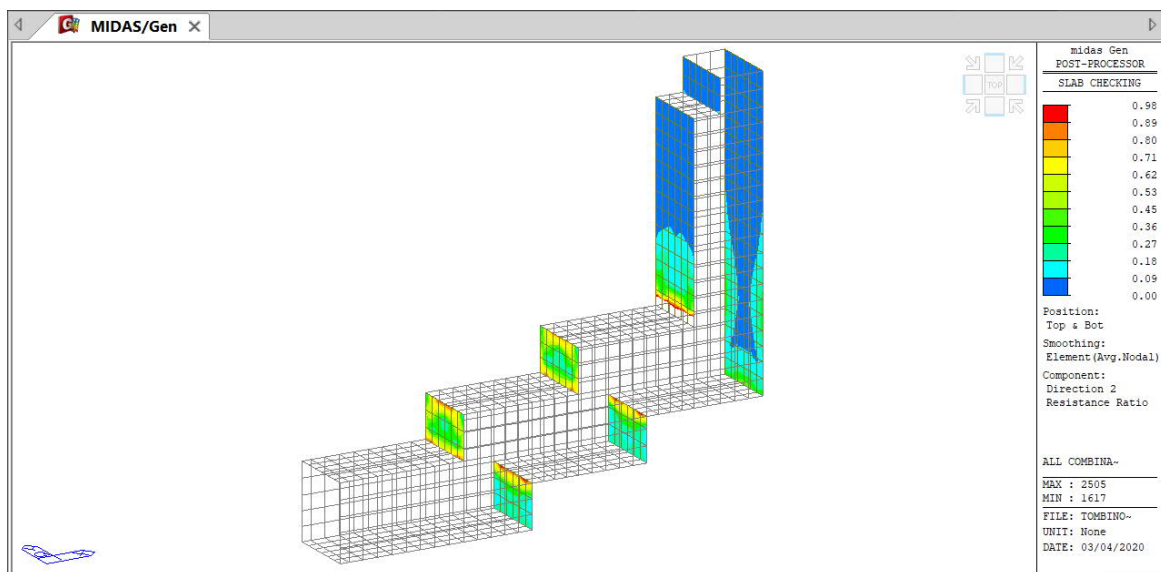 MIDAS/Gen
midas Gen
POST-PROCESSOR
SLAB CHECKING
0.98
0.89
0.80
0.71
0.62
0.53
0.45
0.36
0.27
0.18
0.09
0.00
TOP
Position:
Top & Bot
Smoothing:
Element(Avg.Nodal)
Component:
Direction 2
Resistance Ratio
ALL COMBINA~
MAX : 2505
MIN : 1617
FILE: TOMBINO~
UNIT: None
DATE: 03/04/2020